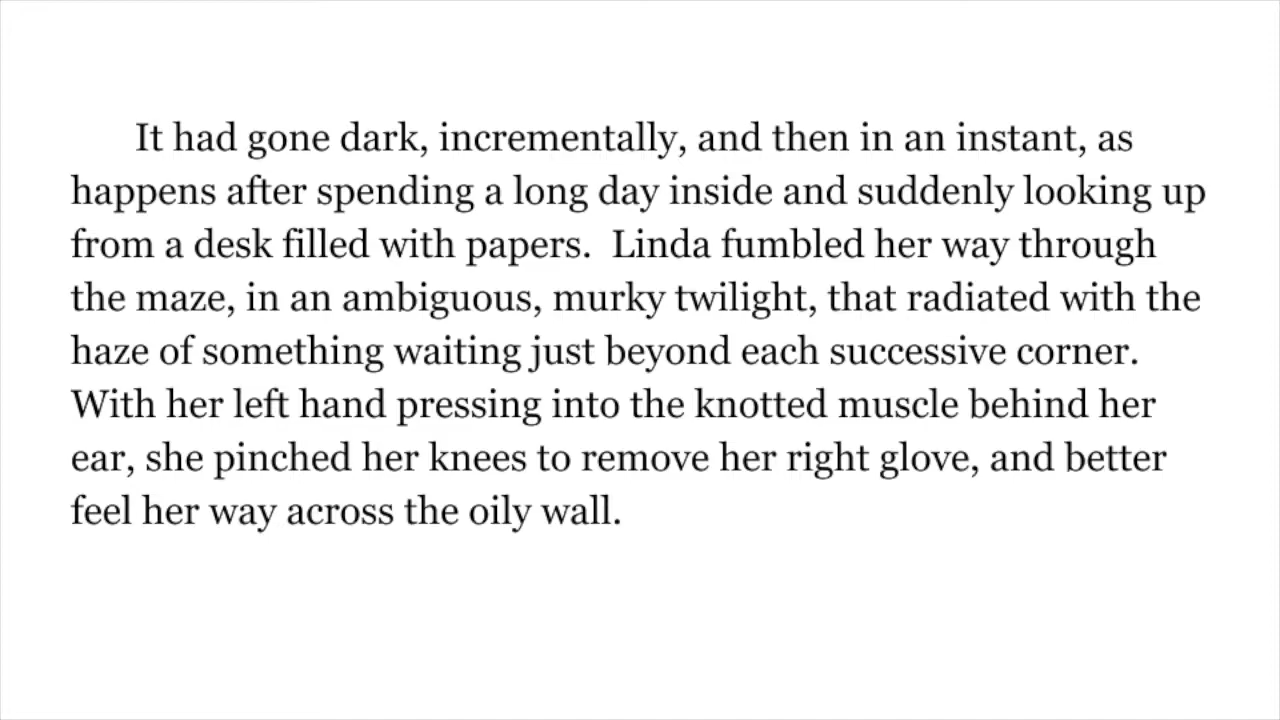 It had gone dark, incrementally, and then in an instant, as
happens after spending a long day inside and suddenly looking up
from a desk filled with papers.  Linda fumbled her way through
the maze, in an ambiguous, murky twilight, that radiated with the
haze of something waiting just beyond each successive corner.
With her left hand pressing into the knotted muscle behind her
ear, she pinched her knees to remove her right glove, and better
feel her way across the oily wall.